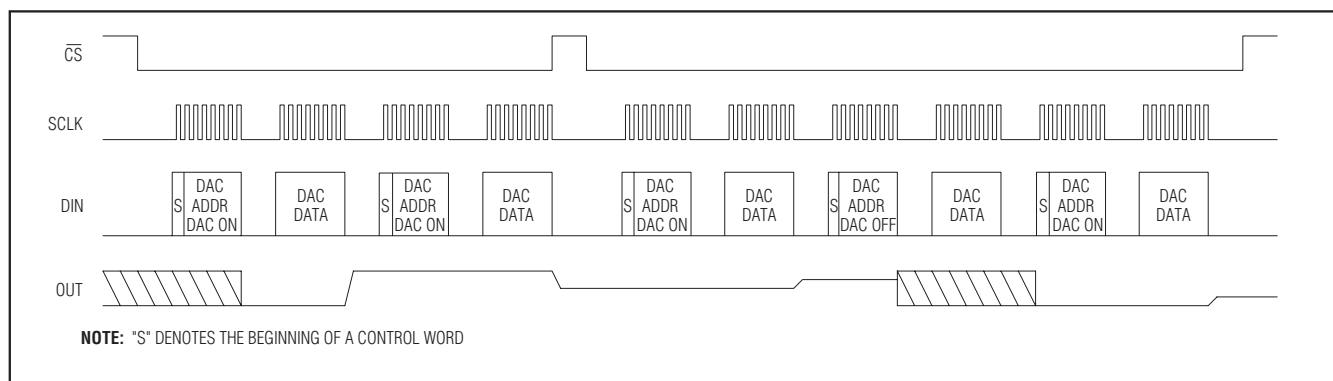 CS
SCLK
DIN
S
DAC
ADDR
DAC ON
DAC
DATA
S
DAC
ADDR
DAC ON
DAC
DATA
S
DAC
ADDR
DAC ON
DAC
DATA
S
DAC
ADDR
DAC OFF
DAC
DATA
S
DAC
ADDR
DAC ON
DAC
DATA
OUT
NOTE: "S" DENOTES THE BEGINNING OF A CONTROL WORD